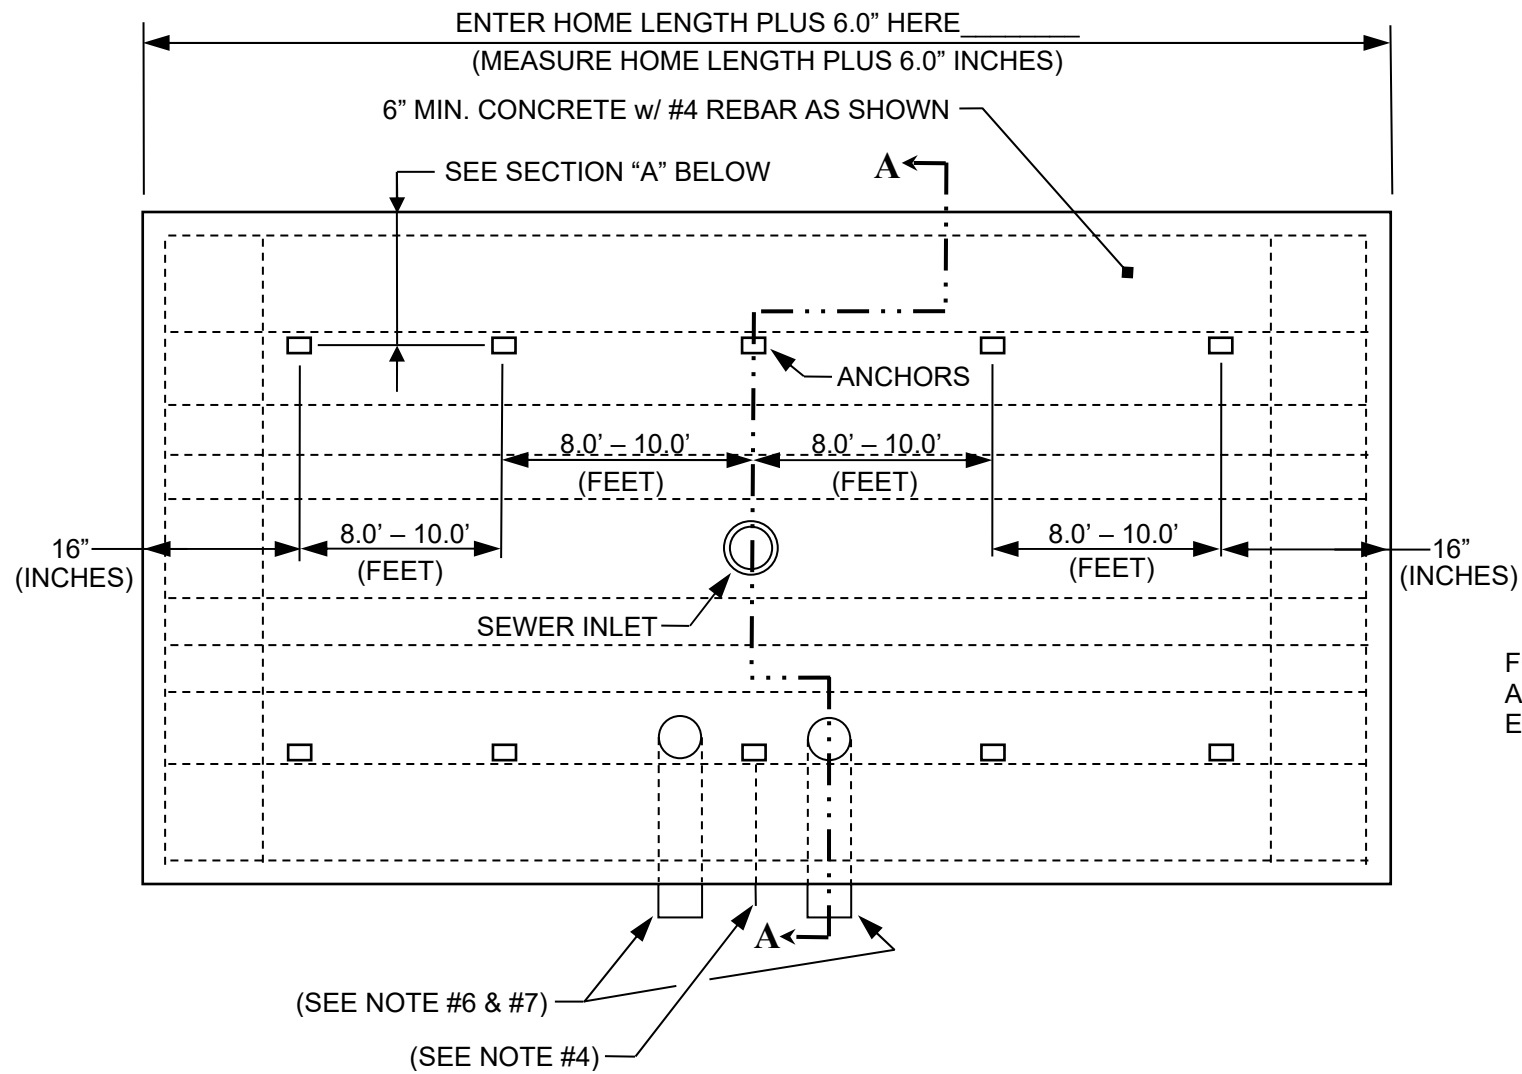 ENTER HOME LENGTH PLUS 6.0” HERE________
(MEASURE HOME LENGTH PLUS 6.0” INCHES)
6” MIN. CONCRETE w/ #4 REBAR AS SHOWN
SEE SECTION “A” BELOW
A
ANCHORS
8.0’ – 10.0’
(FEET)
8.0’ – 10.0’
(FEET)
16”
(INCHES)
8.0’ – 10.0’
(FEET)
8.0’ – 10.0’
(FEET)
16”
(INCHES)
SEWER INLET
F
A
E
A
(SEE NOTE #6 & #7)
(SEE NOTE #4)